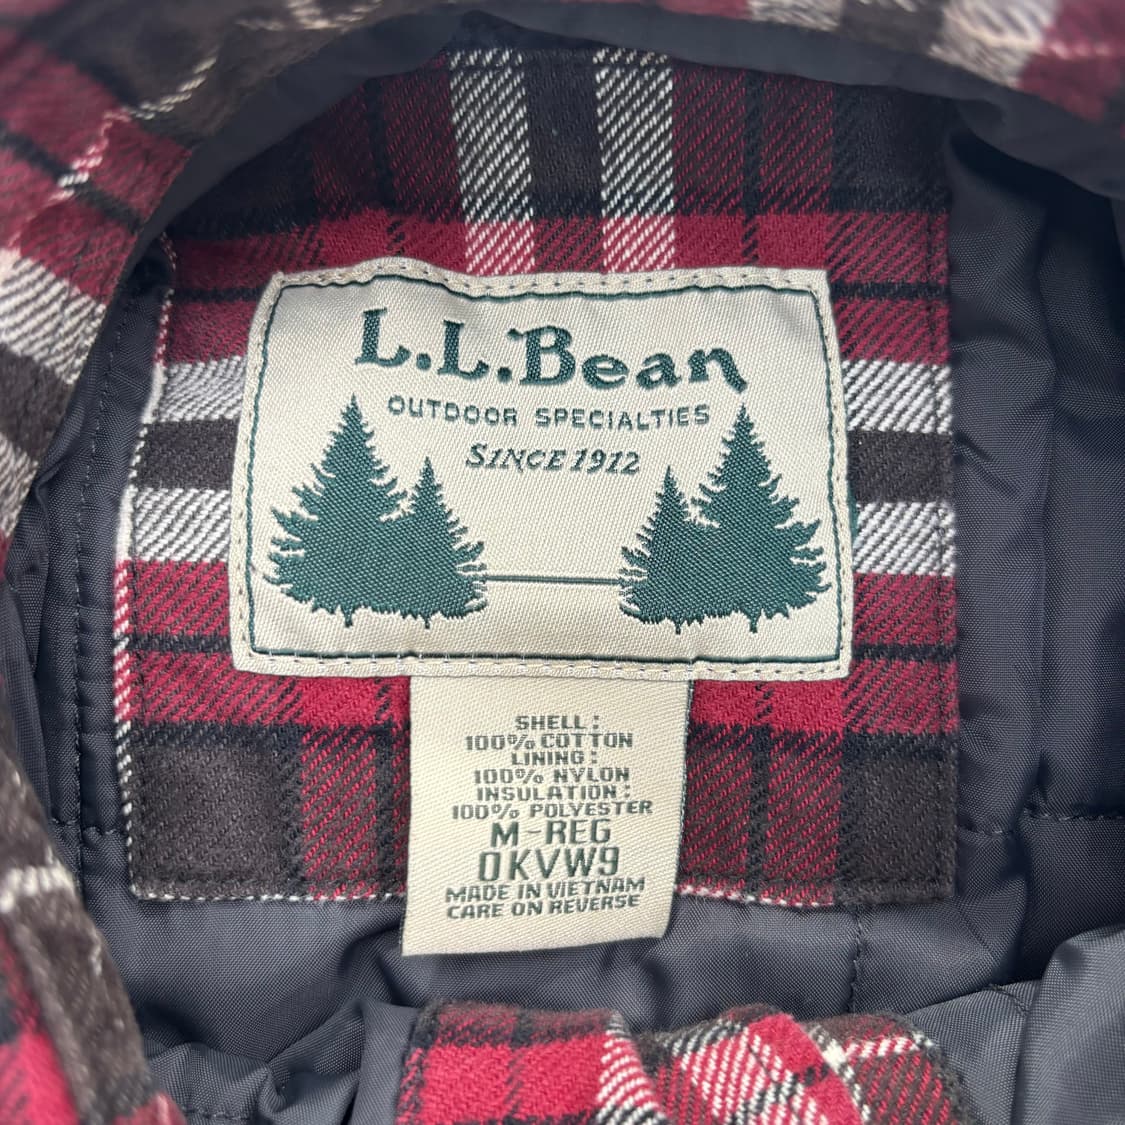 L.L.Bean
OUTDOOR SPECIALTIES
SINCE 1912
SHELL:
100% COTTON
LINING:
100% NYLON
INSULATION:
100% POLYESTER
M-REG
0KVW9
MADE IN VIETNAM
CARE ON REVERSE